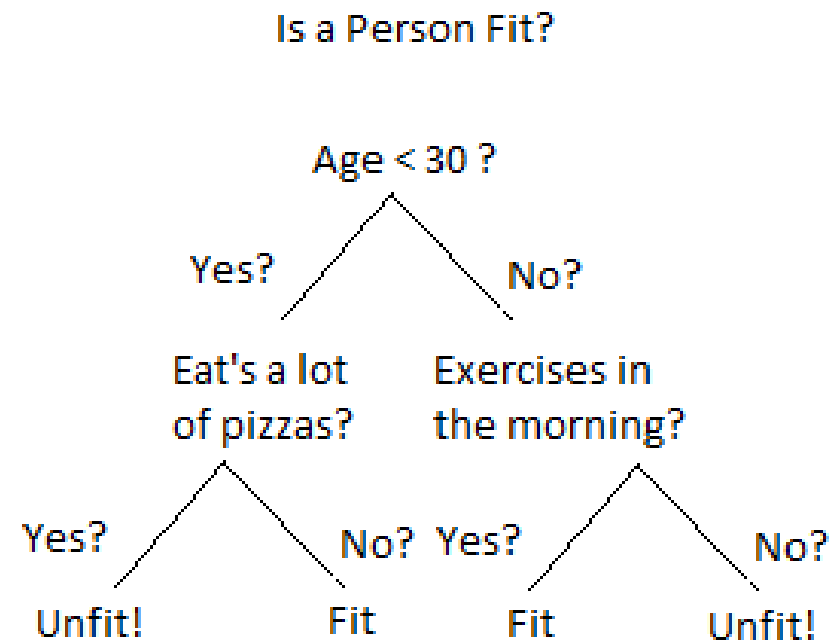 Is a Person Fit?
Age < 30 ?
Yes?
No?
Eat's a lot
of pizzas?
Exercises in
the morning?
Yes?
No?
Yes?
No?
Unfit!
Fit
Fit
Unfit!